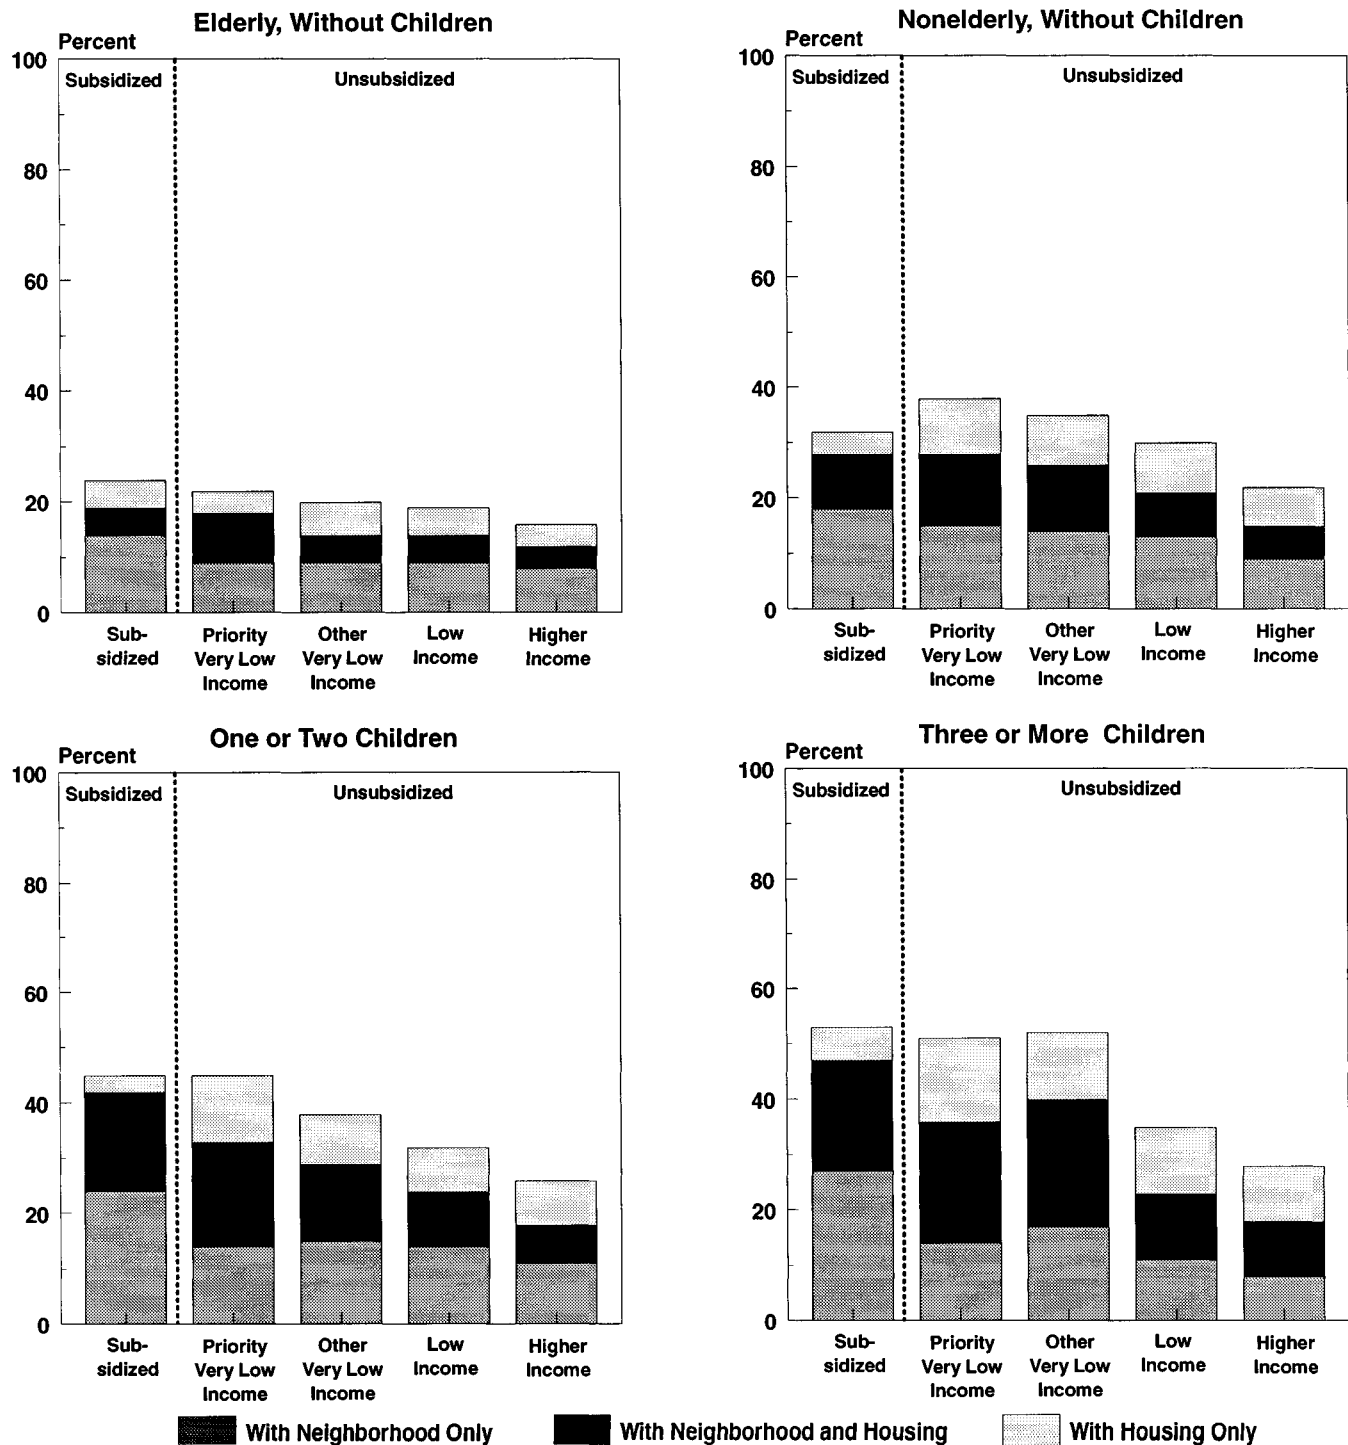 Elderly, Without Children
Percent
100
80
60
40
20
0
Subsidized
Unsubsidized
Sub-
sidized
Priority
Very Low
Income
Other
Very Low
Income
Low
Income
Higher
Income
Nonelderly, Without Children
Percent
100
80
60
40
20
0
Subsidized
Unsubsidized
Sub-
sidized
Priority
Very Low
Income
Other
Very Low
Income
Low
Income
Higher
Income
One or Two Children
Percent
100
80
60
40
20
0
Subsidized
Unsubsidized
Sub-
sidized
Priority
Very Low
Income
Other
Very Low
Income
Low
Income
Higher
Income
Three or More Children
Percent
100
80
60
40
20
0
Subsidized
Unsubsidized
Sub-
sidized
Priority
Very Low
Income
Other
Very Low
Income
Low
Income
Higher
Income
With Neighborhood Only
With Neighborhood and Housing
With Housing Only